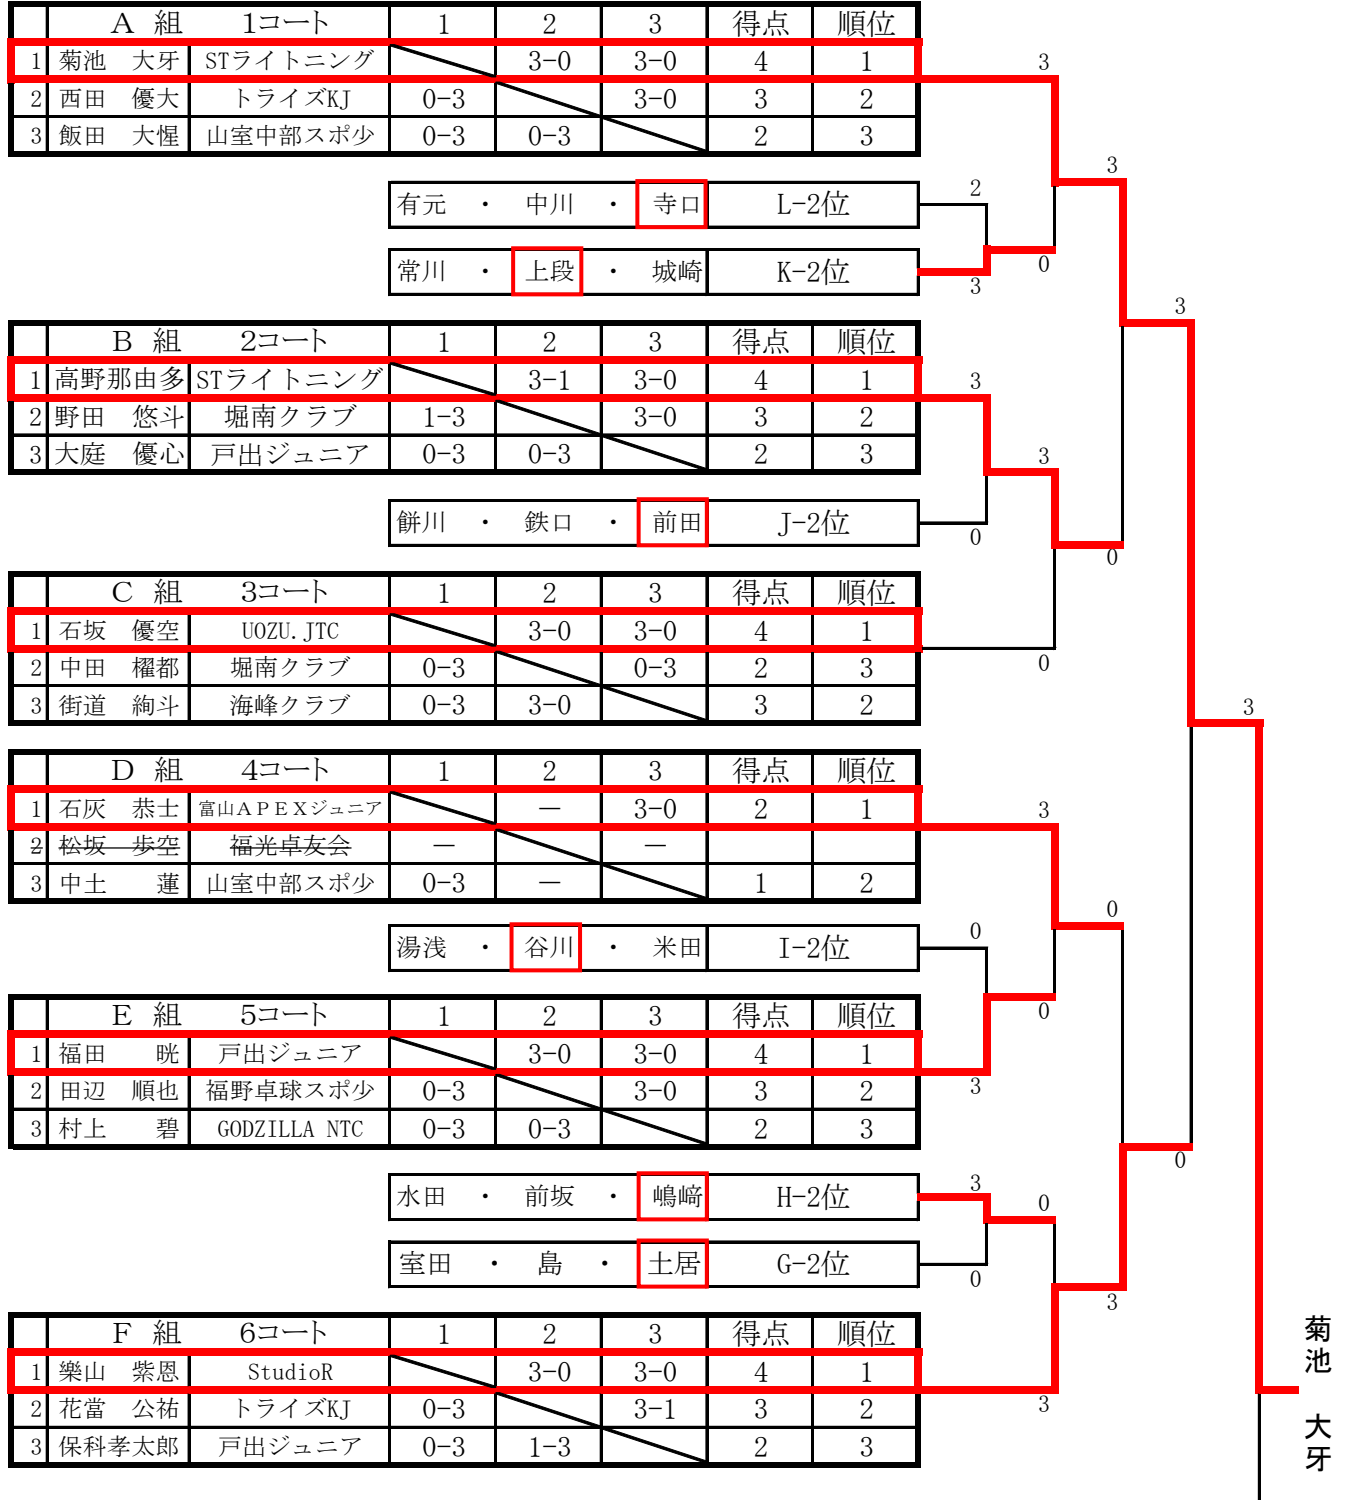 A 組 1コート 1 2 3 得点 順位
1 菊池 大牙 STライトニング 3-0 3-0 4 1
2 西田 優大 トライズKJ 0-3 3-0 3 2
3 飯田 大惺 山室中部スポ少 0-3 0-3 2 3
3
3
有元 ・ 中川 ・ 寺口 L-2位
2
常川 ・ 上段 ・ 城崎 K-2位
3
0
3
B 組 2コート 1 2 3 得点 順位
1 高野那由多 STライトニング 3-1 3-0 4 1
2 野田 悠斗 堀南クラブ 1-3 3-0 3 2
3 大庭 優心 戸出ジュニア 0-3 0-3 2 3
3
3
餅川 ・ 鉄口 ・ 前田 J-2位
0
0
C 組 3コート 1 2 3 得点 順位
1 石坂 優空 UOZU.JTC 3-0 3-0 4 1
2 中田 櫂都 堀南クラブ 0-3 0-3 2 3
3 街道 絢斗 海峰クラブ 0-3 3-0 3 2
0
3
D 組 4コート 1 2 3 得点 順位
1 石灰 恭士 富山APEXジュニア － 3-0 2 1
2 松坂 歩空 福光卓友会 － －
3 中土 蓮 山室中部スポ少 0-3 － 1 2
3
0
湯浅 ・ 谷川 ・ 米田 I-2位
0
0
E 組 5コート 1 2 3 得点 順位
1 福田 晄 戸出ジュニア 3-0 3-0 4 1
2 田辺 順也 福野卓球スポ少 0-3 3-0 3 2
3 村上 碧 GODZILLA NTC 0-3 0-3 2 3
3
0
水田 ・ 前坂 ・ 嶋﨑 H-2位
3
0
室田 ・ 島 ・ 土居 G-2位
0
3
F 組 6コート 1 2 3 得点 順位
1 樂山 紫恩 StudioR 3-0 3-0 4 1
2 花當 公祐 トライズKJ 0-3 3-1 3 2
3 保科孝太郎 戸出ジュニア 0-3 1-3 2 3
3
菊池 大牙